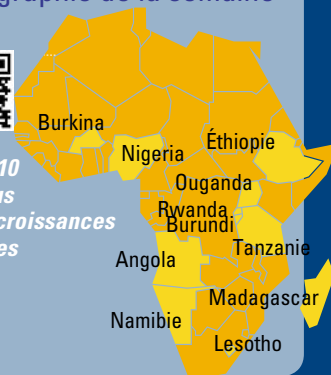 graphie de la semaine
Burkina
Nigeria
Éthiopie
10
Ouganda
us
Rwanda
croissances
Burundi
es
Tanzanie
Angola
Madagascar
Namibie
Lesotho